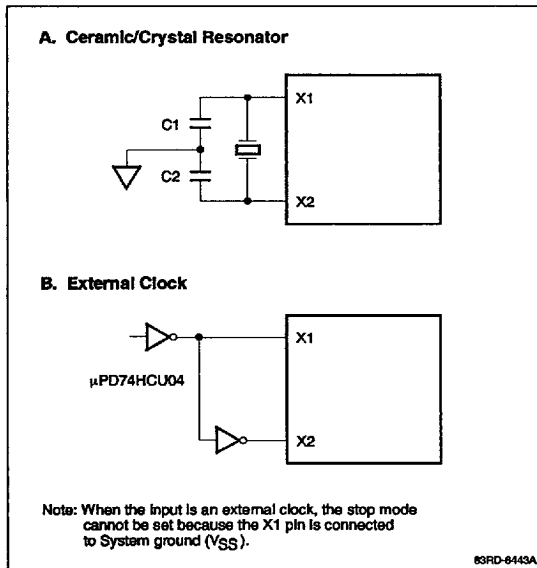 A. Ceramic/Crystal Resonator
X1
C1
C2
X2
B. External Clock
X1
µPD74HCU04
X2
Note: When the input is an external clock, the stop mode
cannot be set because the X1 pin is connected
to System ground (VSS).
83RD-6443A